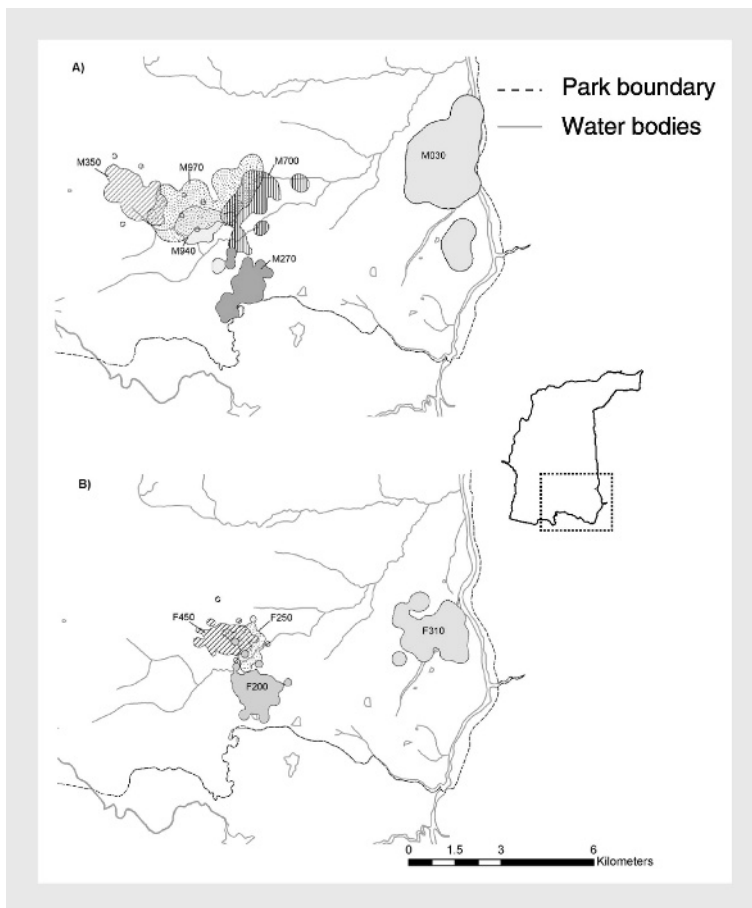 A)
Park boundary
Water bodies
M350
M970
M700
M030
M940
M270
B)
F450
F250
F310
F200
0 1.5 3 6
Kilometers